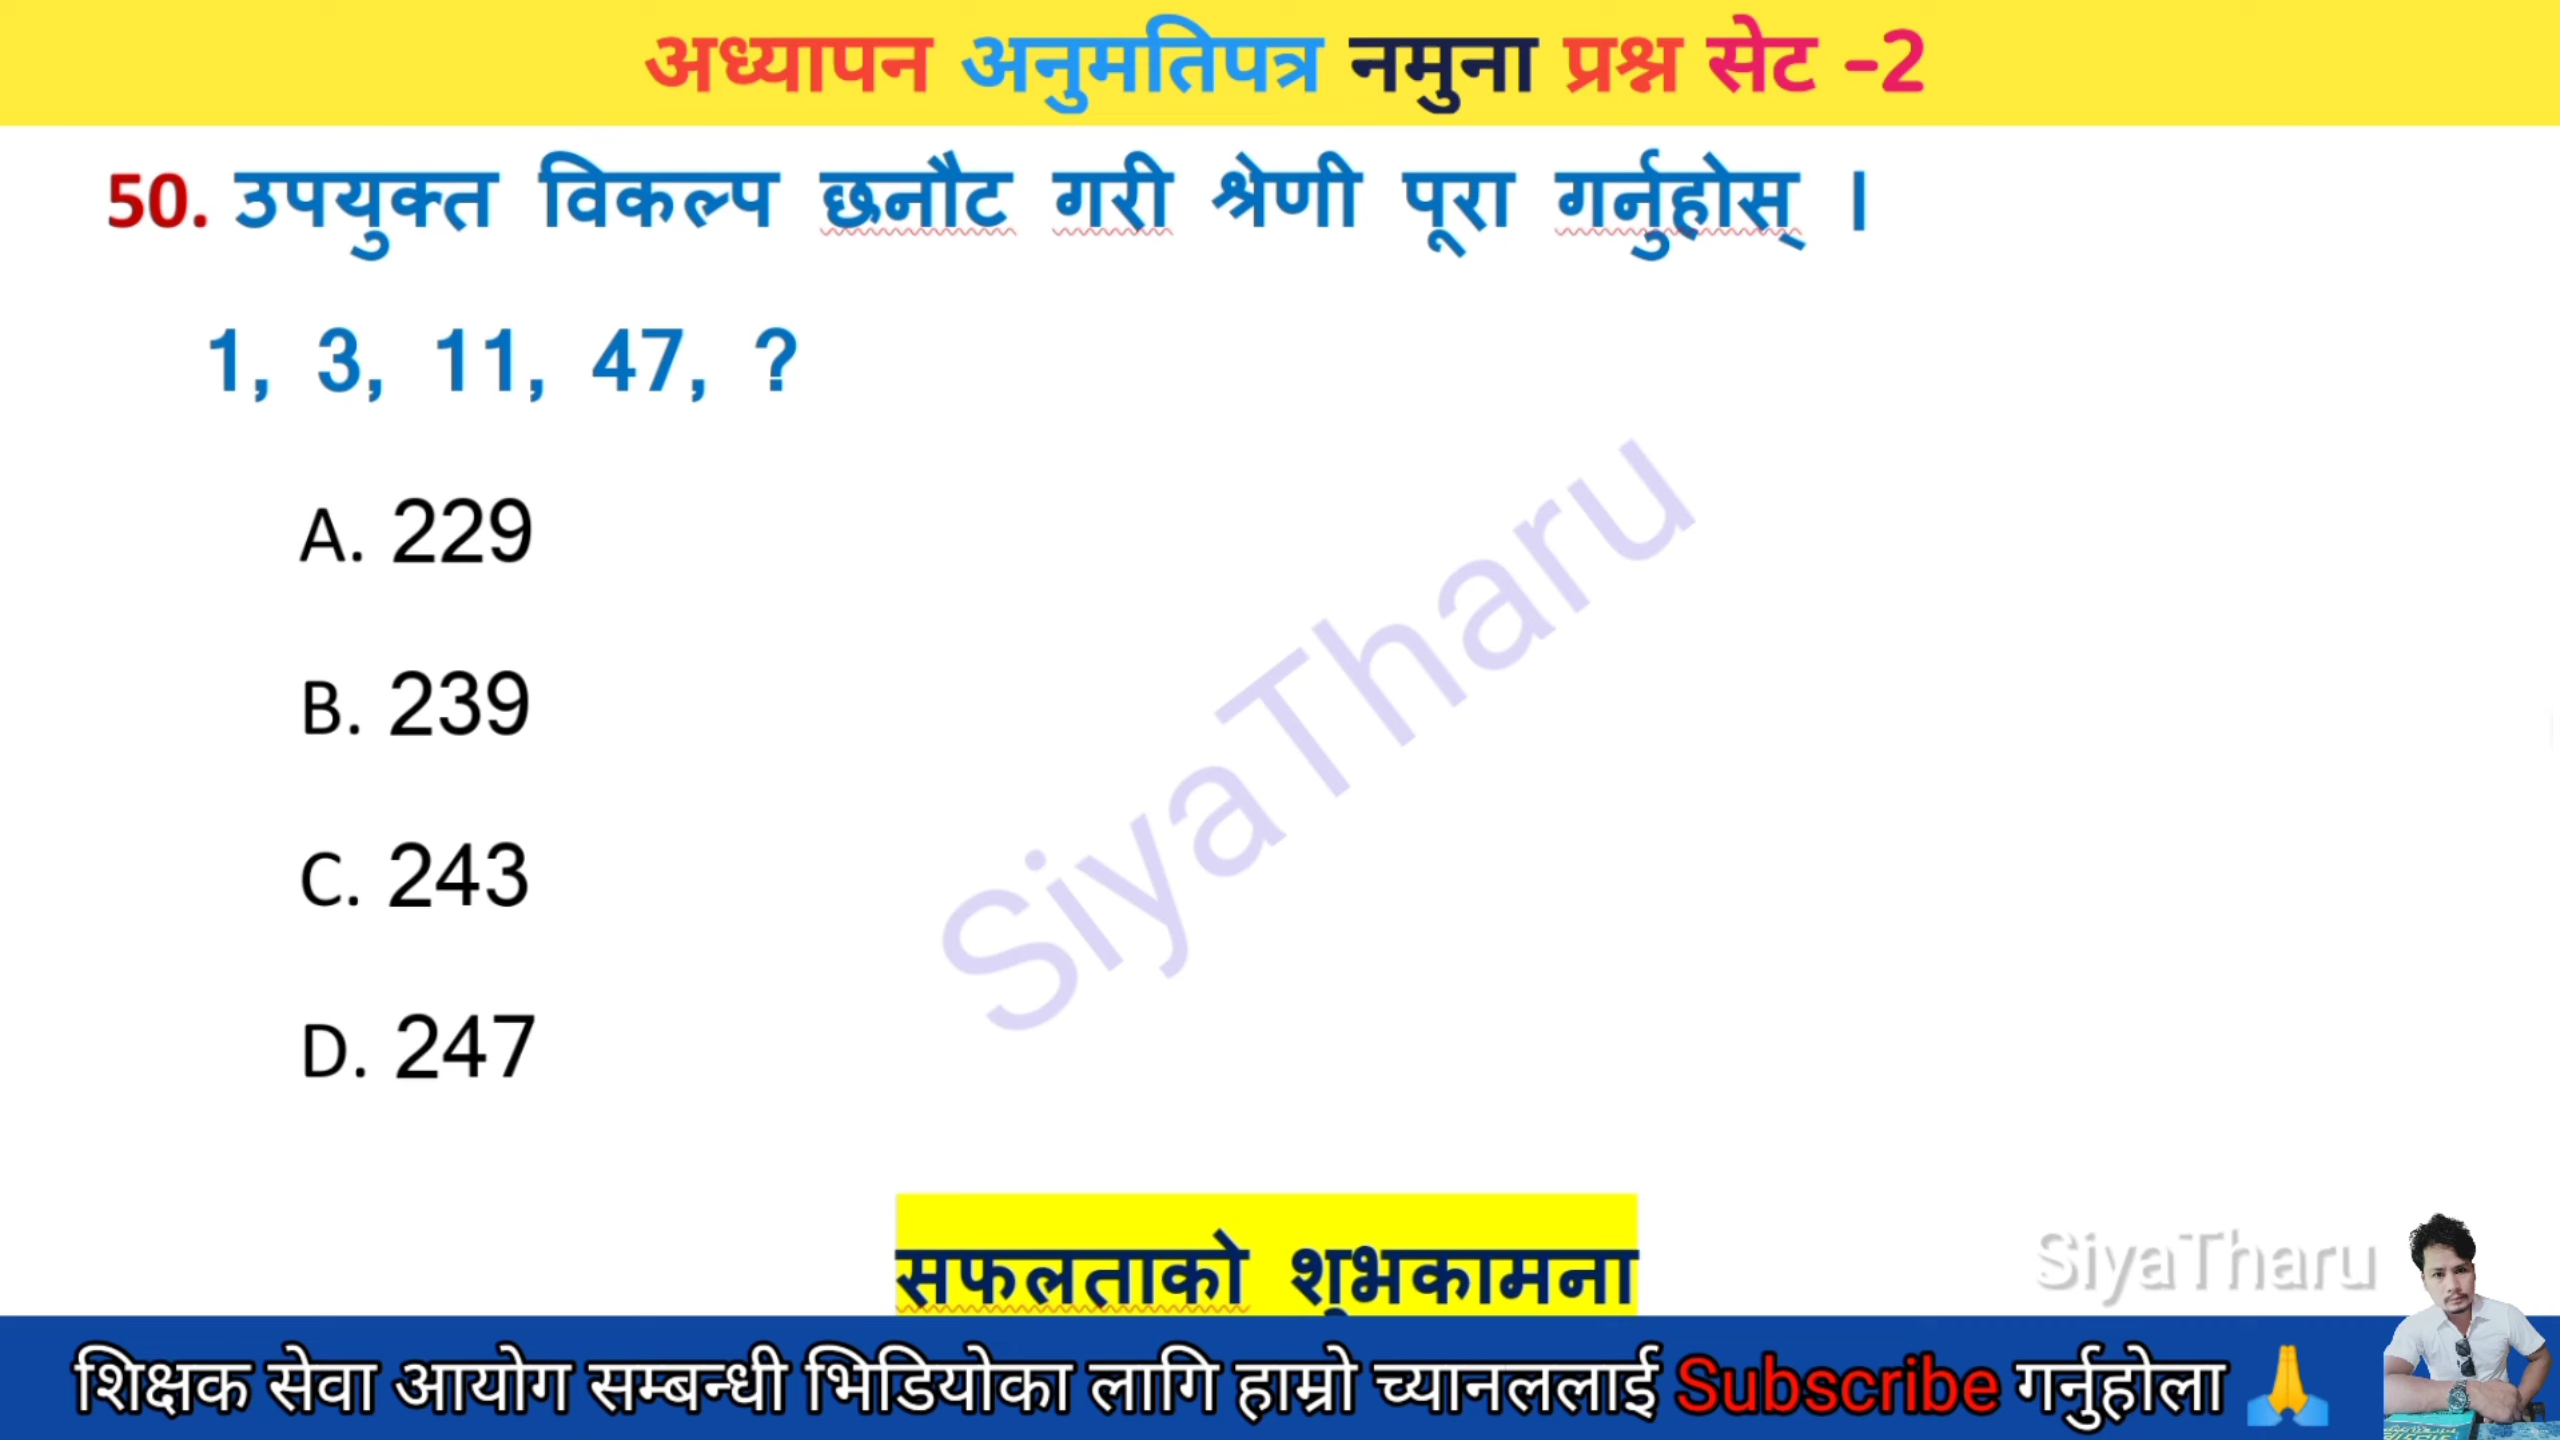 अध्यापन अनुमतिपत्र नमुना प्रश्न सेट -2
50. उपयुक्त विकल्प छनौट गरी श्रेणी पूरा गर्नुहोस् ।
1, 3, 11, 47, ?
A. 229
B. 239
C. 243
D. 247
SiyaTharu
सफलताको शुभकामना
SiyaTharu
शिक्षक सेवा आयोग सम्बन्धी भिडियोका लागि हाम्रो च्यानललाई Subscribe गर्नुहोला 🙏